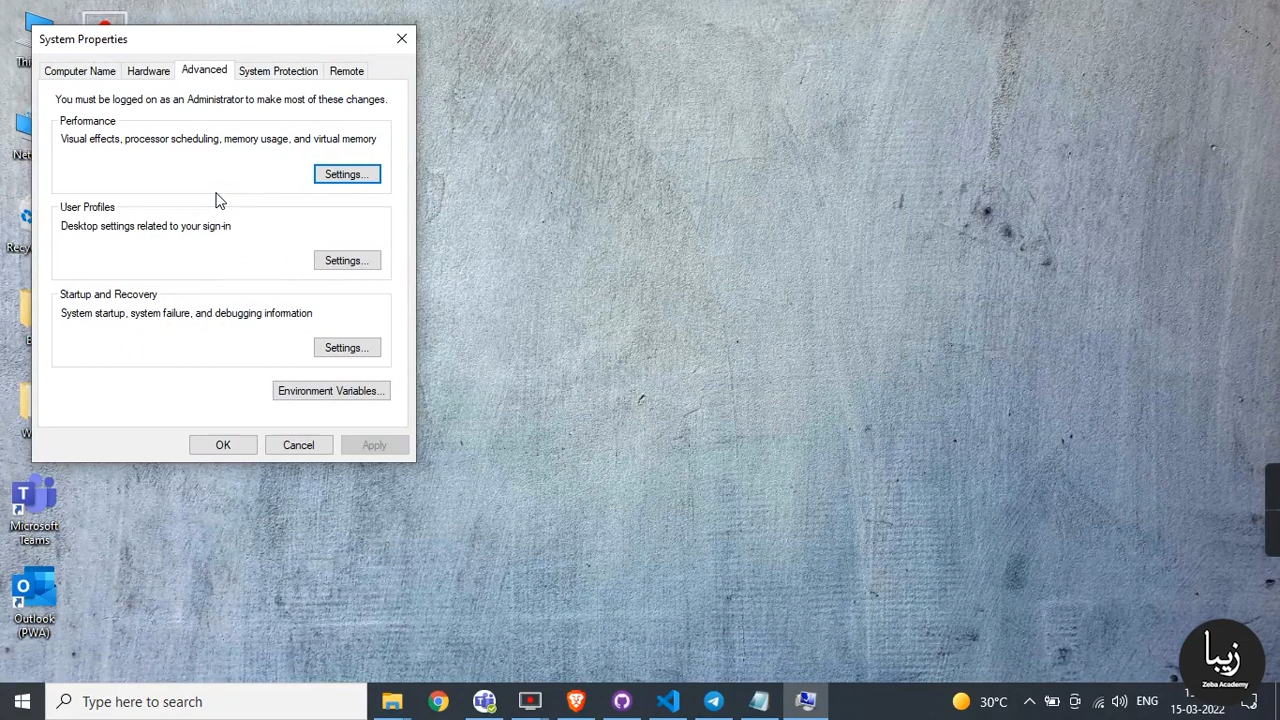 System Properties
Computer Name
Hardware
Advanced
System Protection
Remote
You must be logged on as an Administrator to make most of these changes.
Performance
Visual effects, processor scheduling, memory usage, and virtual memory
Settings...
User Profiles
Desktop settings related to your sign-in
Settings...
Startup and Recovery
System startup, system failure, and debugging information
Settings...
Environment Variables...
OK
Cancel
Apply
Microsoft
Teams
Outlook
(PWA)
زیبا
Zeba Academy
Type here to search
30°C
ENG
15-03-2022